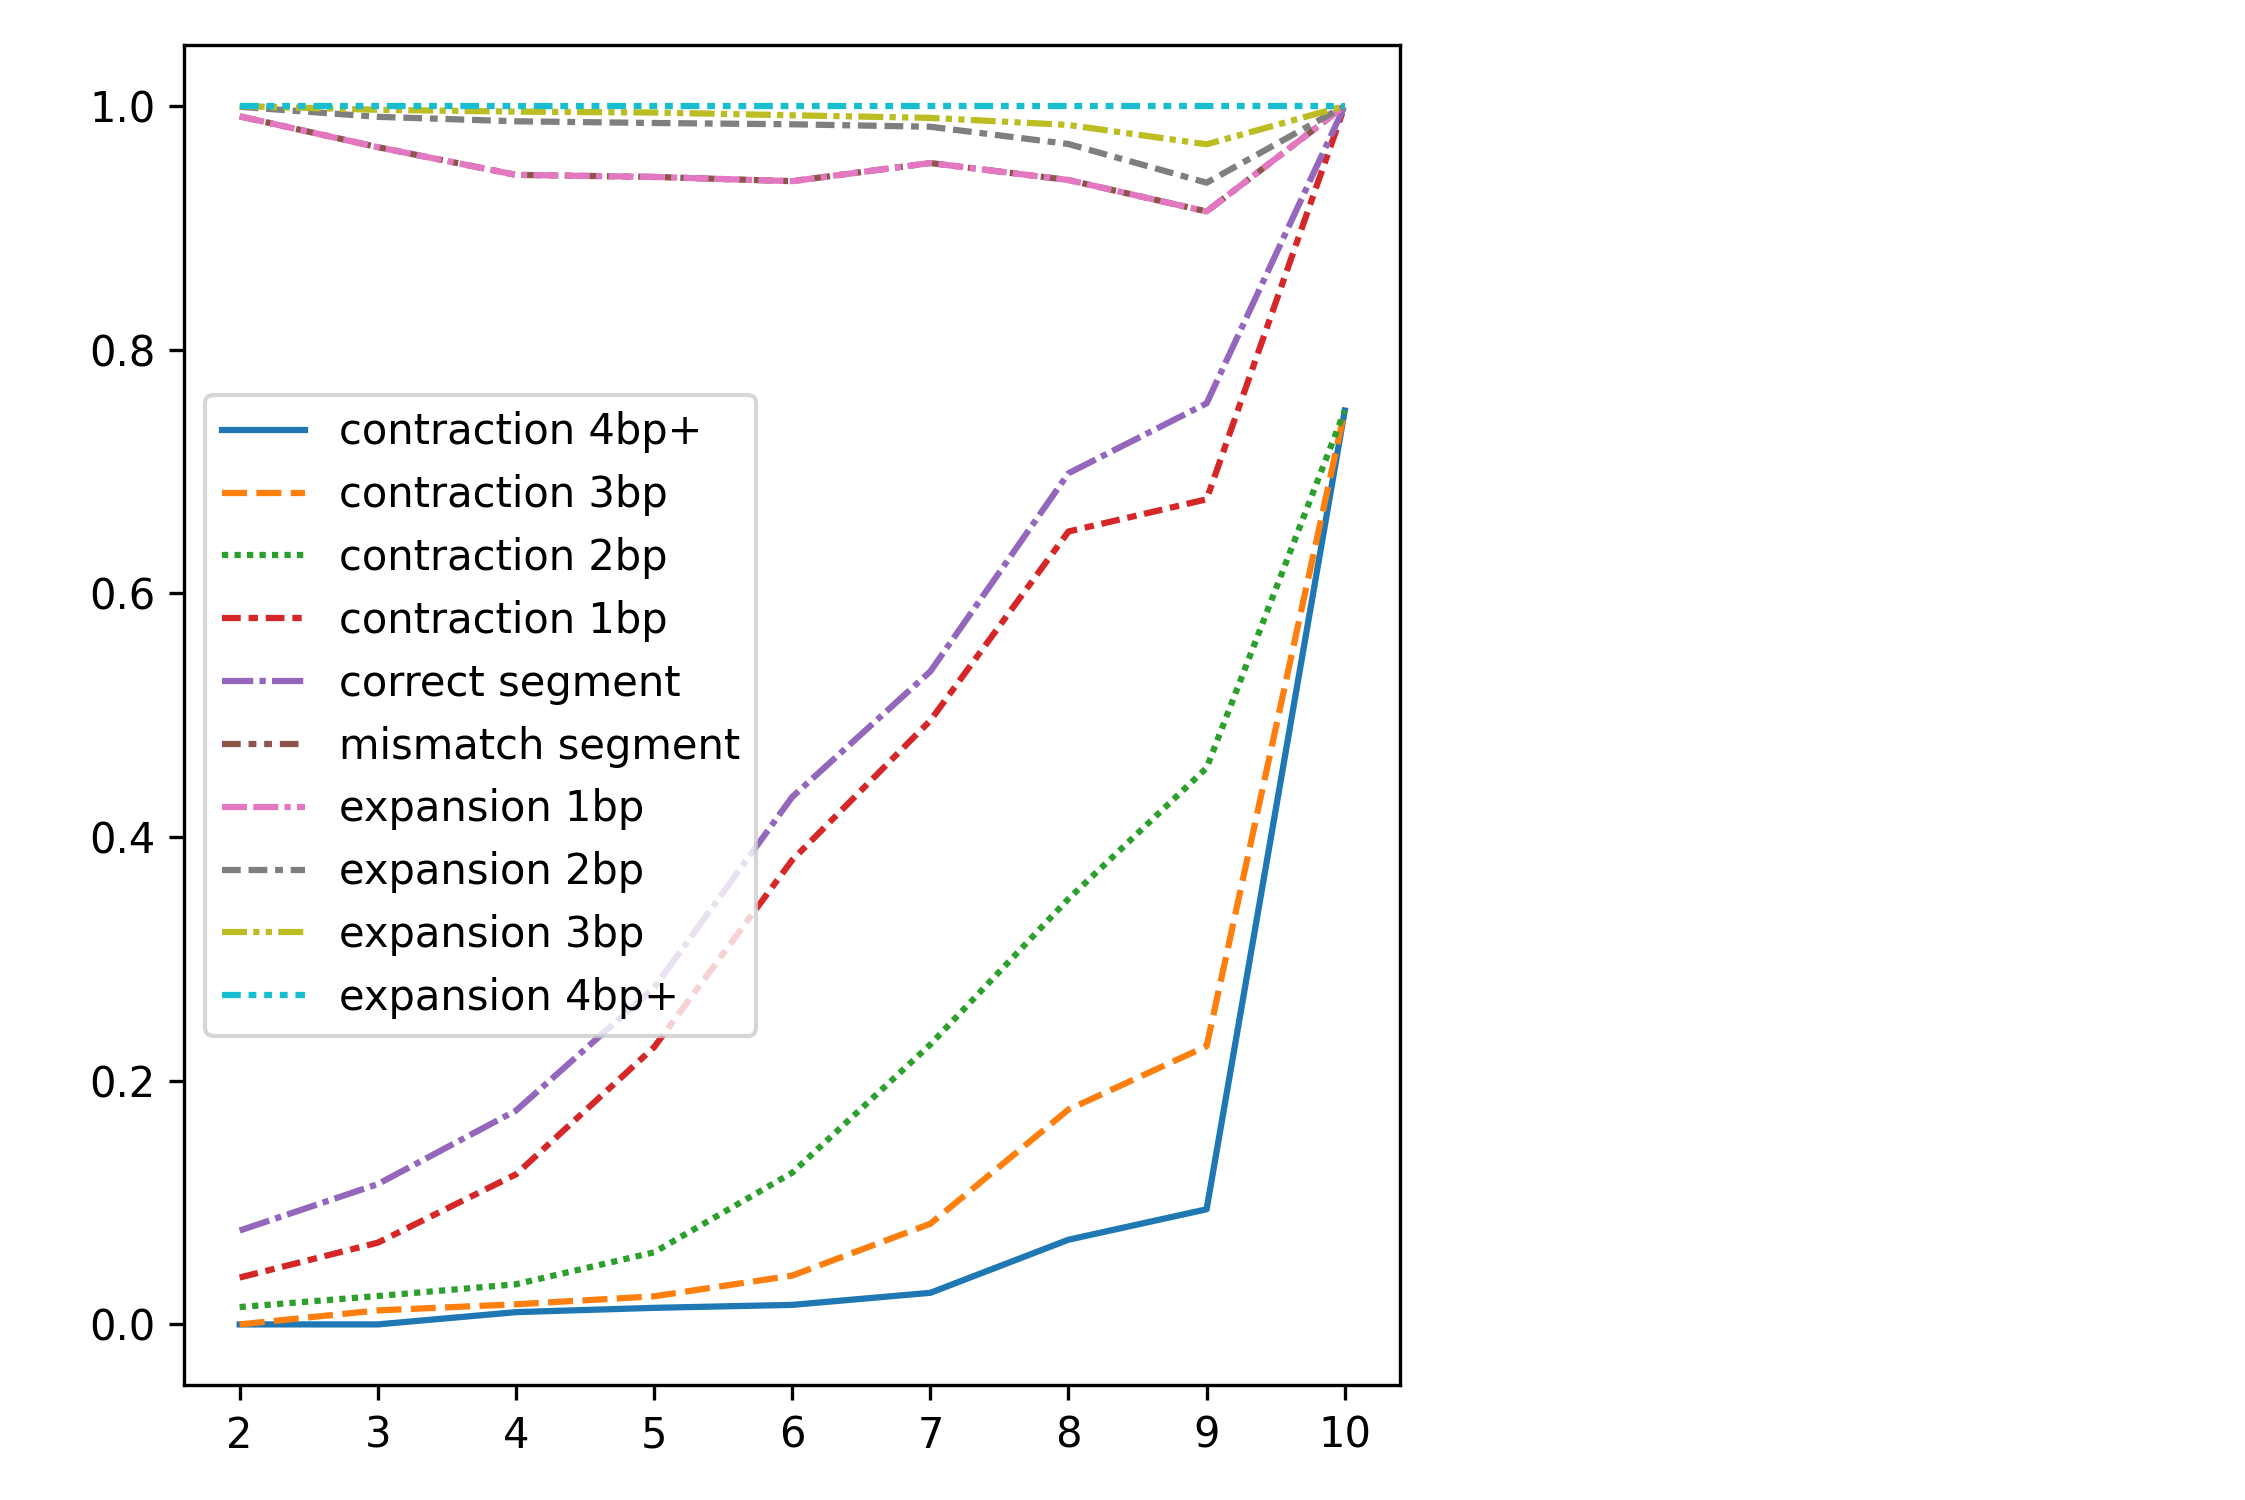 1.0
0.8
0.6
0.4
0.2
0.0
contraction 4bp+
contraction 3bp
contraction 2bp
contraction 1bp
correct segment
mismatch segment
expansion 1bp
expansion 2bp
expansion 3bp
expansion 4bp+
2 3 4 5 6 7 8 9 10